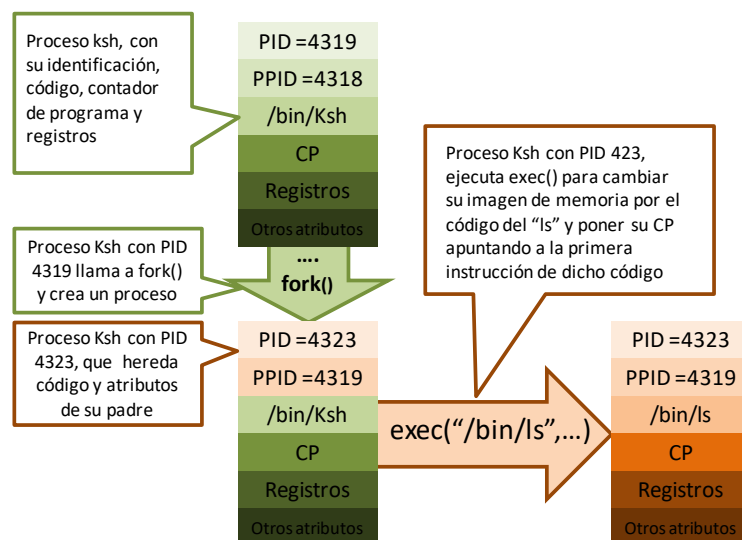 Proceso ksh, con
su identificación,
código, contador
de programa y
registros
PID =4319
PPID =4318
/bin/Ksh
CP
Registros
Otros atributos
Proceso Ksh con PID
4319 llama a fork()
y crea un proceso
....
fork()
Proceso Ksh con PID 423,
ejecuta exec() para cambiar
su imagen de memoria por el
código del “ls” y poner su CP
apuntando a la primera
instrucción de dicho código
Proceso Ksh con PID
4323, que hereda
código y atributos
de su padre
PID =4323
PPID =4319
/bin/Ksh
CP
Registros
Otros atributos
exec(“/bin/ls”,...)
PID =4323
PPID =4319
/bin/ls
CP
Registros
Otros atributos